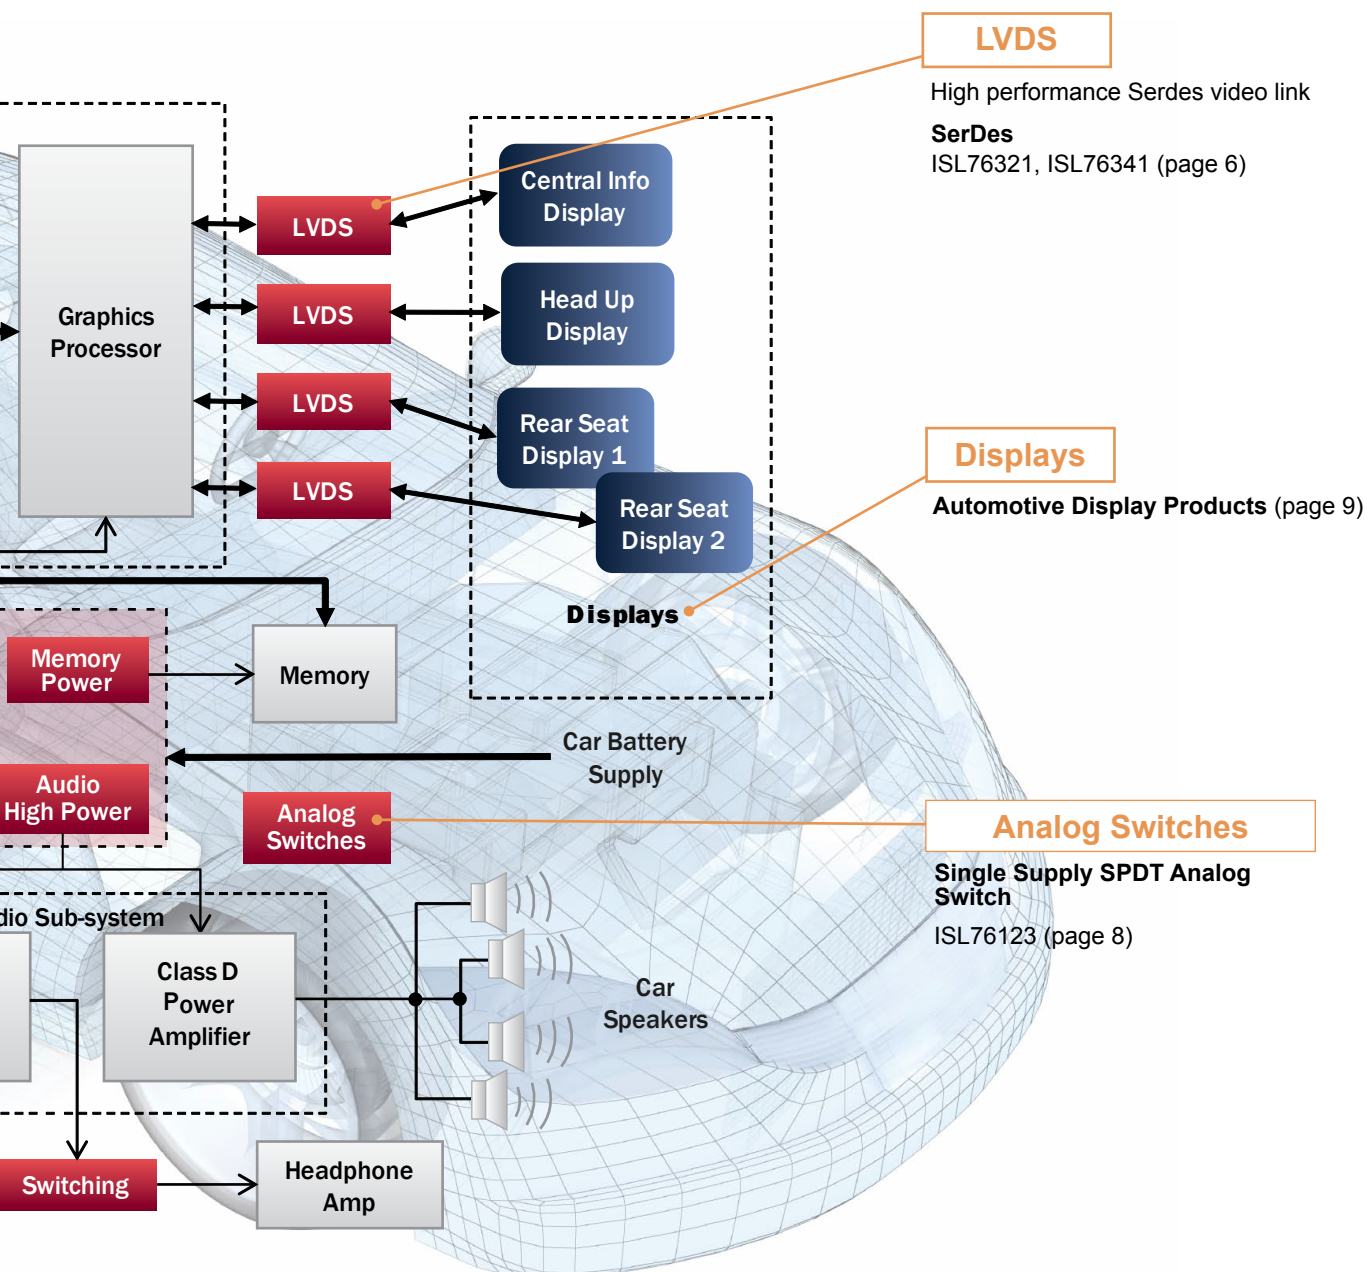 LVDS
High performance Serdes video link
SerDes
ISL76321, ISL76341 (page 6)
Graphics
Processor
LVDS
LVDS
LVDS
LVDS
Central Info
Display
Head Up
Display
Rear Seat
Display 1
Rear Seat
Display 2
Displays
Displays
Automotive Display Products (page 9)
Memory
Power
Memory
Car Battery
Supply
Audio
High Power
Analog
Switches
Analog Switches
Single Supply SPDT Analog
Switch
ISL76123 (page 8)
dio Sub-system
Class D
Power
Amplifier
Car
Speakers
Switching
Headphone
Amp